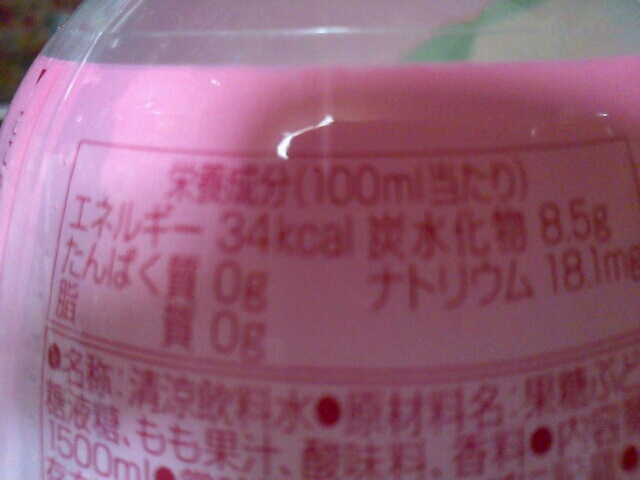 栄養成分(100ml当たり)
エネルギー 34kcal 炭水化物 8.5g
たんぱく質 0g ナトリウム 18.1mg
脂 質 0g
●名称:清涼飲料水●原材料名:果糖ぶど
糖液糖、もも果汁、酸味料、香料●内容量
1500ml●